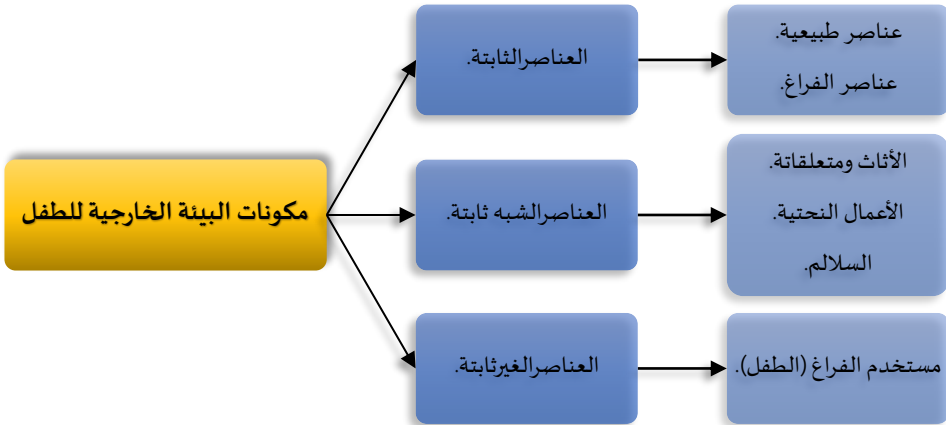 مكونات البيئة الخارجية للطفل
العناصرالثابتة.
عناصر طبيعية.
عناصر الفراغ.
العناصرالشبه ثابتة.
الأثاث ومتعلقاتة.
الأعمال النحتية.
السلالم.
العناصرالغيرثابتة.
مستخدم الفراغ (الطفل).